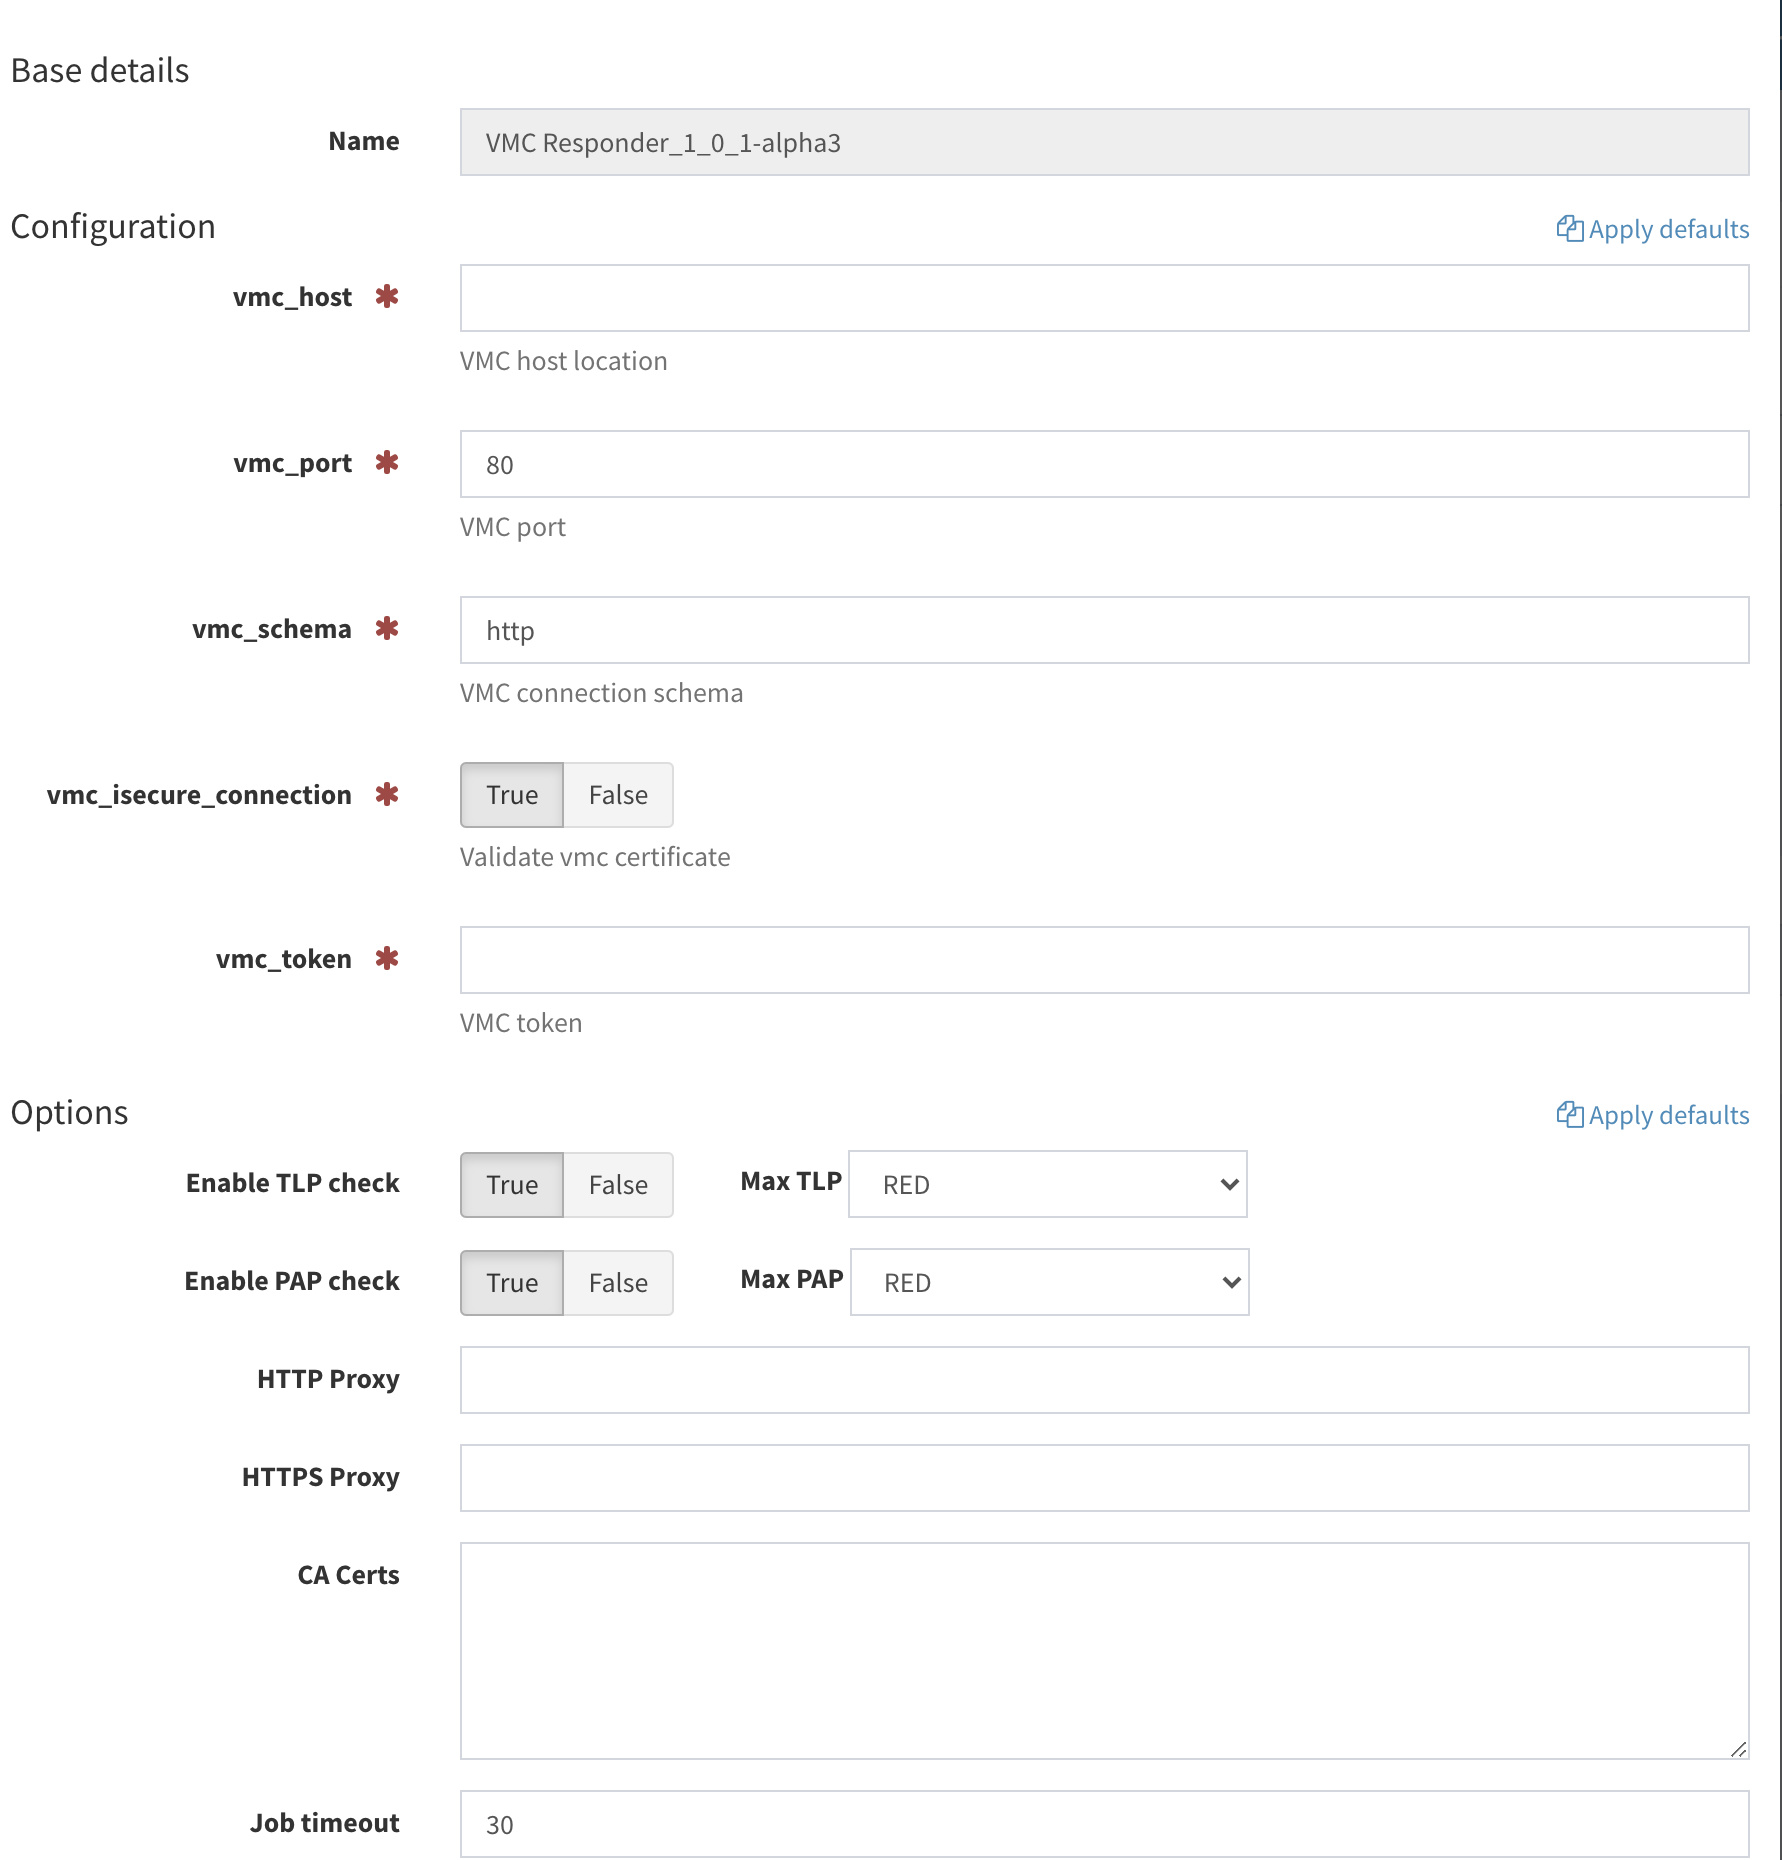 Base details
Name VMC Responder_1_0_1-alpha3
Configuration Apply defaults
vmc_host ✱
VMC host location
vmc_port ✱ 80
VMC port
vmc_schema ✱ http
VMC connection schema
vmc_isecure_connection ✱ True False
Validate vmc certificate
vmc_token ✱
VMC token
Options Apply defaults
Enable TLP check True False Max TLP RED
Enable PAP check True False Max PAP RED
HTTP Proxy
HTTPS Proxy
CA Certs
Job timeout 30